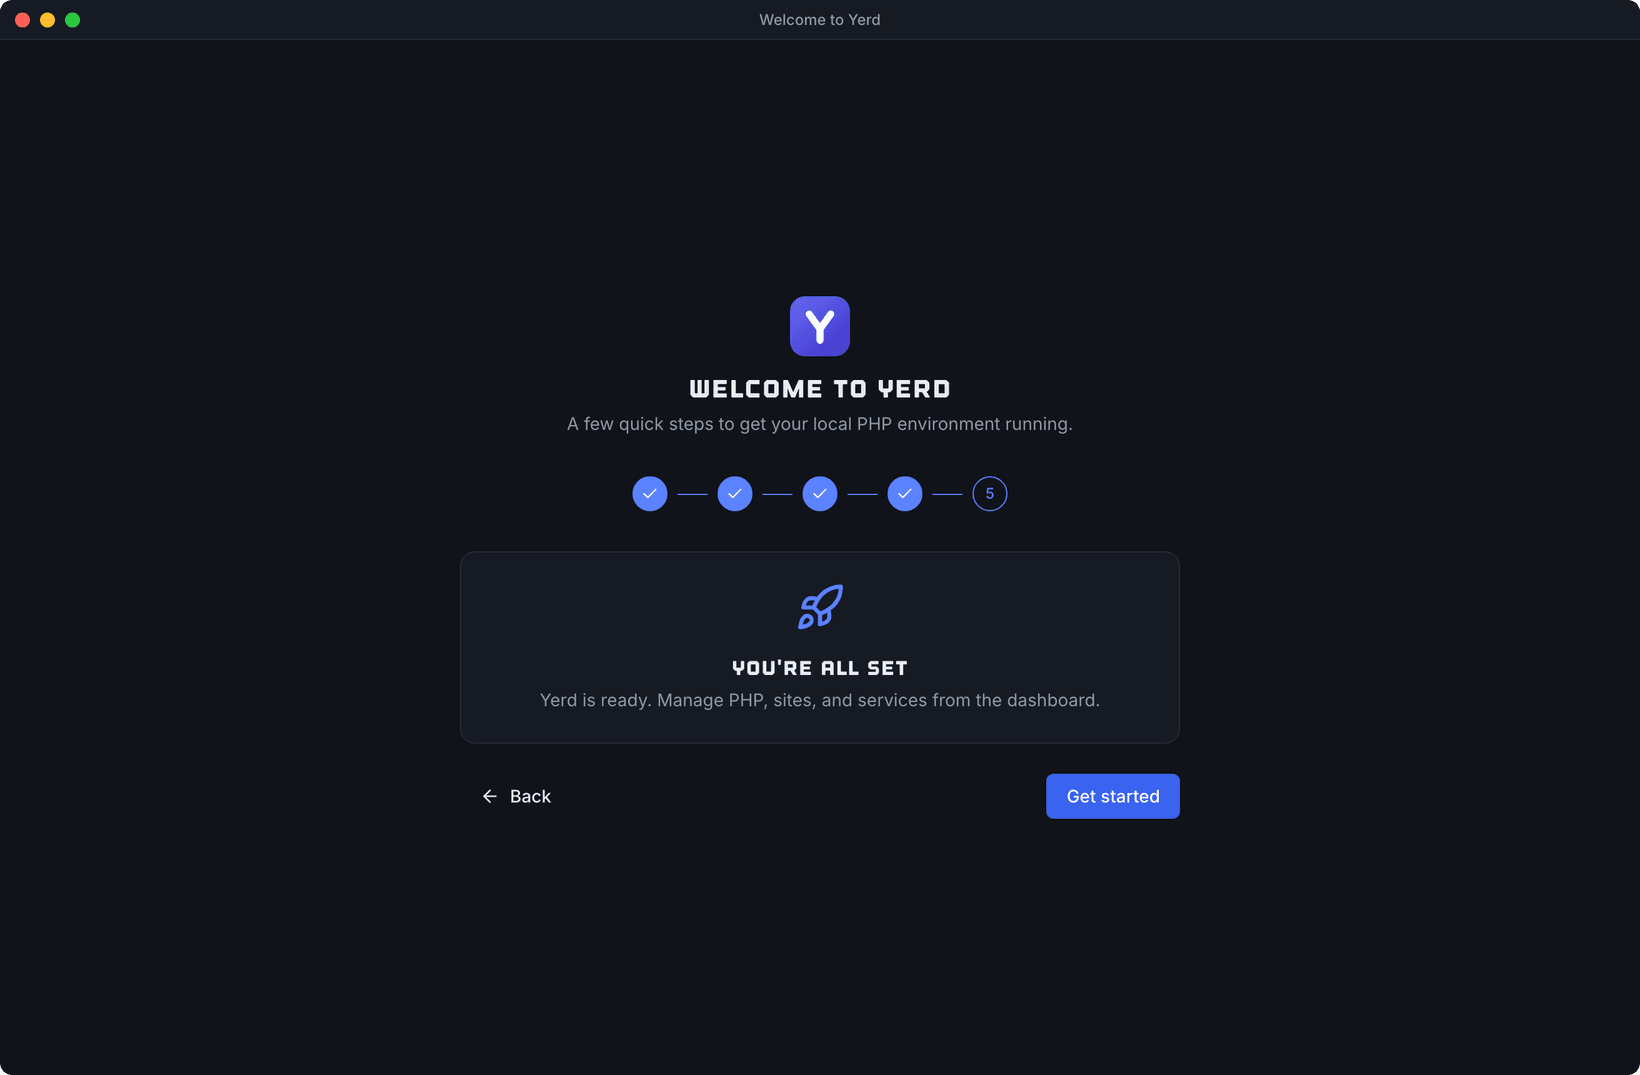 Welcome to Yerd
Y
WELCOME TO YERD
A few quick steps to get your local PHP environment running.
5
YOU'RE ALL SET
Yerd is ready. Manage PHP, sites, and services from the dashboard.
Back
Get started